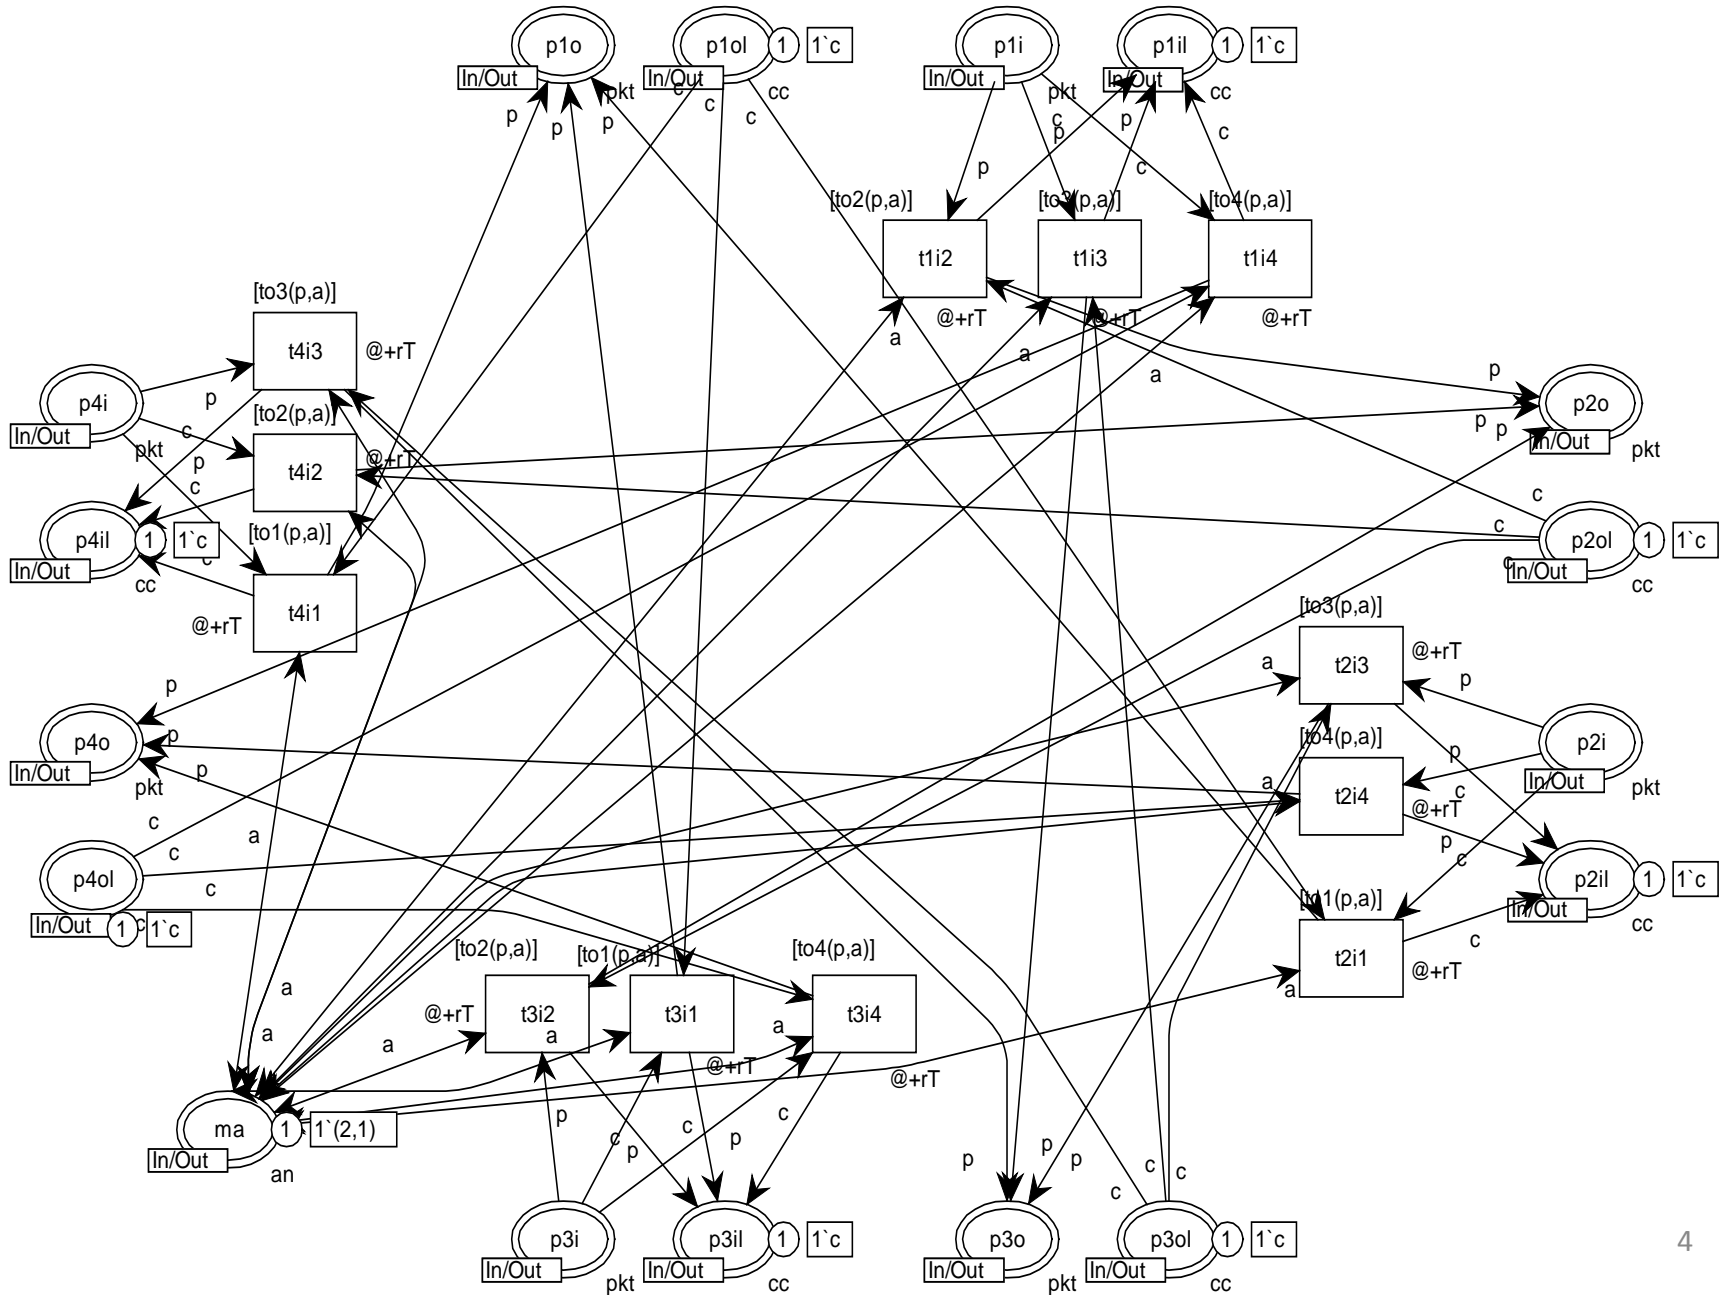 p1o
In/Out
pkt
p
p
p
p1ol
In/Out
1
1`c
cc
c
c
c
p1i
In/Out
pkt
p
p
p
p1il
In/Out
1
1`c
cc
c
c
c
[to2(p,a)]
t1i2
@+rT
a
[to3(p,a)]
t1i3
@+rT
a
[to4(p,a)]
t1i4
@+rT
a
[to3(p,a)]
t4i3
@+rT
p4i
In/Out
pkt
p
c
p
c
[to2(p,a)]
t4i2
@+rT
p4il
In/Out
1
1`c
cc
c
[to1(p,a)]
t4i1
@+rT
p
p
p
p2o
In/Out
pkt
c
c
c
p2ol
In/Out
1
1`c
cc
[to3(p,a)]
t2i3
@+rT
a
p
p4o
In/Out
pkt
p
p
p
[to4(p,a)]
t2i4
@+rT
a
p2i
In/Out
pkt
p
c
p
c
p4ol
In/Out
1
1`c
cc
c
c
c
a
[to1(p,a)]
t2i1
@+rT
a
c
p2il
In/Out
1
1`c
cc
[to2(p,a)]
t3i2
@+rT
a
[to1(p,a)]
t3i1
@+rT
a
[to4(p,a)]
t3i4
@+rT
a
a
a
ma
In/Out
1
1`(2,1)
an
p
c
p
c
p
c
p3i
In/Out
pkt
p3il
In/Out
1
1`c
cc
p
p
p
p3o
In/Out
pkt
c
c
c
p3ol
In/Out
1
1`c
cc
4